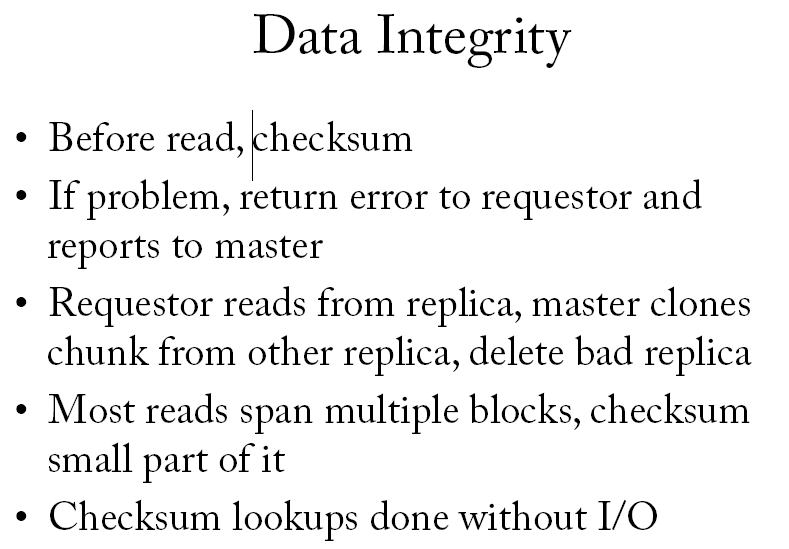 Data Integrity
• Before read, checksum
• If problem, return error to requestor and
reports to master
• Requestor reads from replica, master clones
chunk from other replica, delete bad replica
• Most reads span multiple blocks, checksum
small part of it
• Checksum lookups done without I/O